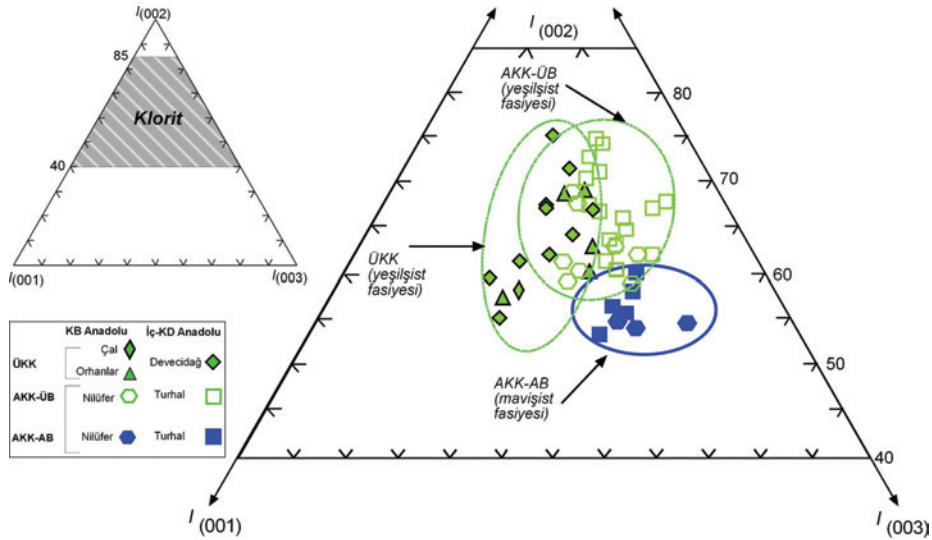 I(002)
85
Klorit
40
I(001)
I(003)
KB Anadolu
İç-KD Anadolu
ÜKK
Çal
Orhanlar
Devecidağ
AKK-ÜB
Nilüfer
Turhal
AKK-AB
Nilüfer
Turhal
I(002)
AKK-ÜB
(yeşilşist
fasiyesi)
80
70
60
50
40
ÜKK
(yeşilşist
fasiyesi)
AKK-AB
(mavişist
fasiyesi)
I(001)
I(003)